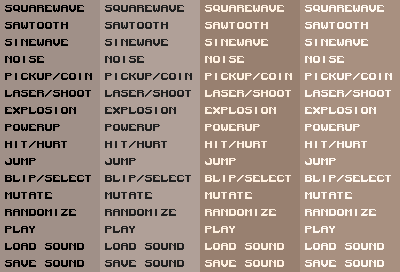 SQUAREWAVE SQUAREWAVE SQUAREWAVE SQUAREWAVE
SAWTOOTH SAWTOOTH SAWTOOTH SAWTOOTH
SINEWAVE SINEWAVE SINEWAVE SINEWAVE
NOISE NOISE NOISE NOISE
PICKUP/COIN PICKUP/COIN PICKUP/COIN PICKUP/COIN
LASER/SHOOT LASER/SHOOT LASER/SHOOT LASER/SHOOT
EXPLOSION EXPLOSION EXPLOSION EXPLOSION
POWERUP POWERUP POWERUP POWERUP
HIT/HURT HIT/HURT HIT/HURT HIT/HURT
JUMP JUMP JUMP JUMP
BLIP/SELECT BLIP/SELECT BLIP/SELECT BLIP/SELECT
MUTATE MUTATE MUTATE MUTATE
RANDOMIZE RANDOMIZE RANDOMIZE RANDOMIZE
PLAY PLAY PLAY PLAY
LOAD SOUND LOAD SOUND LOAD SOUND LOAD SOUND
SAVE SOUND SAVE SOUND SAVE SOUND SAVE SOUND